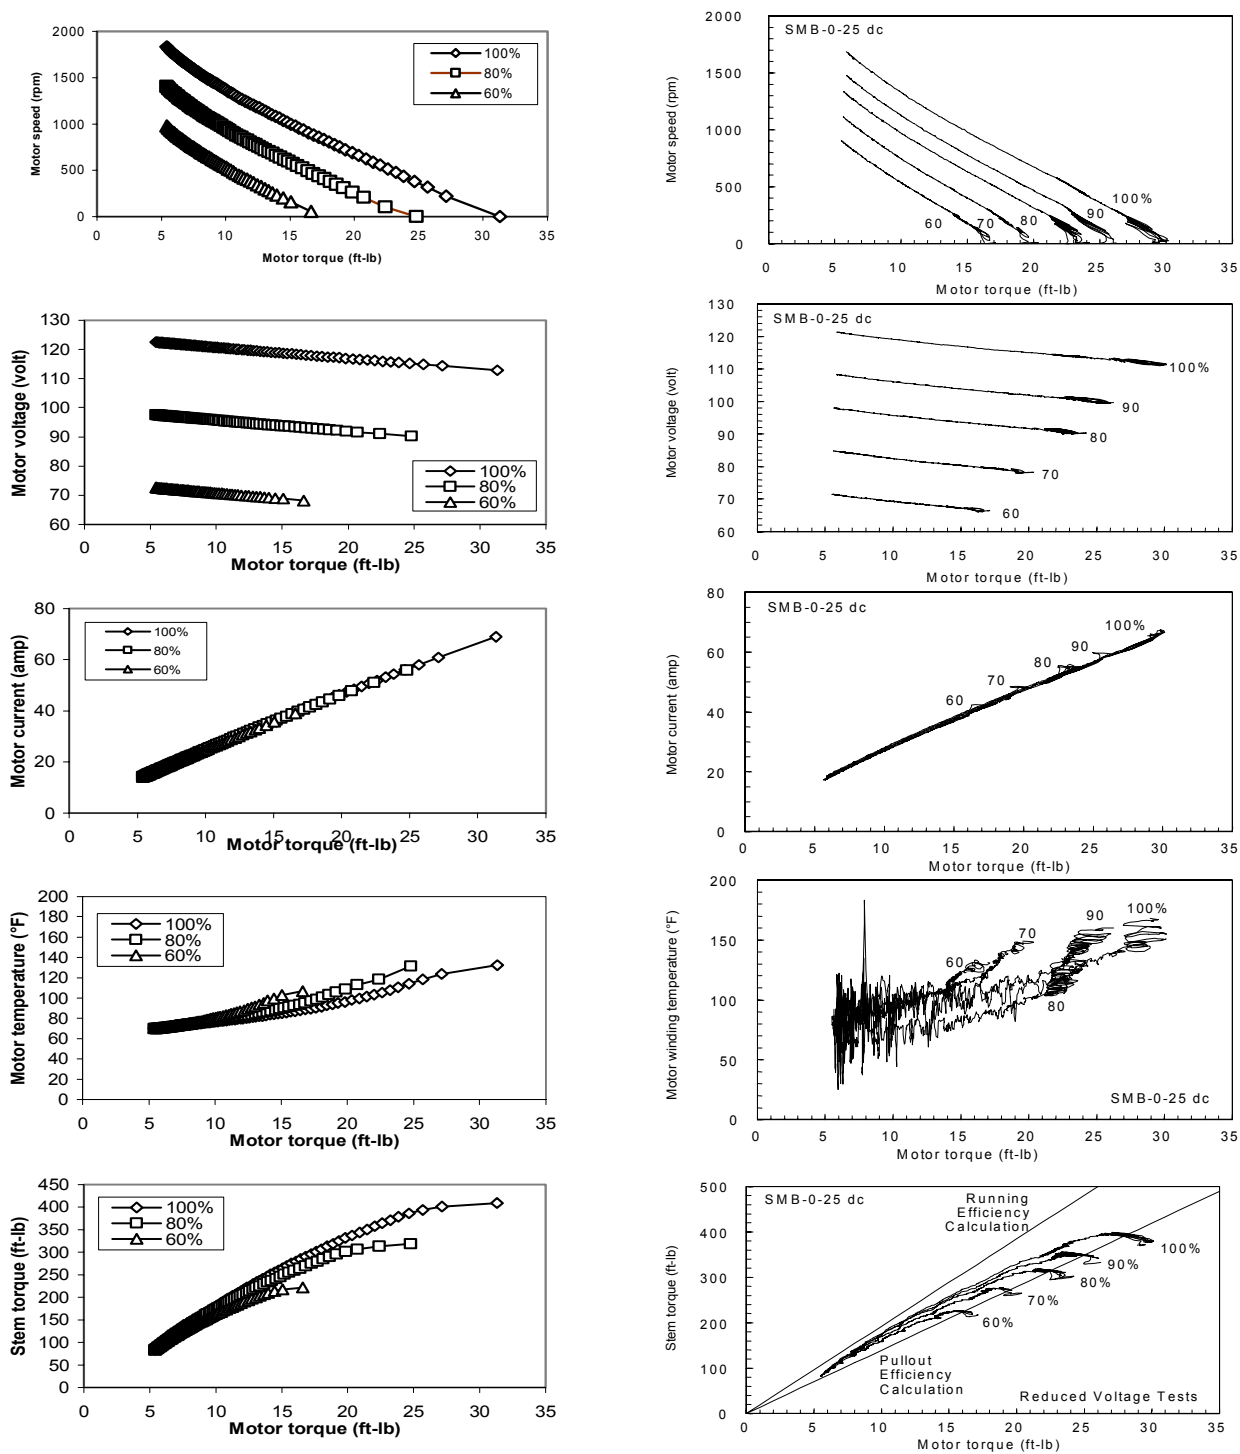 2000
1500
1000
500
0
Motor speed (rpm)
100%
80%
60%
0 5 10 15 20 25 30 35
Motor torque (ft-lb)
2000
1500
1000
500
0
Motor speed (rpm)
SMB-0-25 dc
60 70 80 90 100%
0 5 10 15 20 25 30 35
Motor torque (ft-lb)
130
120
110
100
90
80
70
60
Motor voltage (volt)
100%
80%
60%
0 5 10 15 20 25 30 35
Motor torque (ft-lb)
130
120
110
100
90
80
70
60
Motor voltage (volt)
SMB-0-25 dc
100%
90
80
70
60
0 5 10 15 20 25 30 35
Motor torque (ft-lb)
80
60
40
20
0
Motor current (amp)
100%
80%
60%
0 5 10 15 20 25 30 35
Motor torque (ft-lb)
80
60
40
20
0
Motor current (amp)
SMB-0-25 dc
100%
90
80
70
60
0 5 10 15 20 25 30 35
Motor torque (ft-lb)
200
180
160
140
120
100
80
60
40
20
0
Motor temperature (°F)
100%
80%
60%
0 5 10 15 20 25 30 35
Motor torque (ft-lb)
200
150
100
50
0
Motor winding temperature (°F)
60 70 90 100%
80
SMB-0-25 dc
0 5 10 15 20 25 30 35
Motor torque (ft-lb)
450
400
350
300
250
200
150
100
50
0
Stem torque (ft-lb)
100%
80%
60%
0 5 10 15 20 25 30 35
Motor torque (ft-lb)
500
400
300
200
100
0
Stem torque (ft-lb)
SMB-0-25 dc
Running
Efficiency
Calculation
100%
90%
80%
70%
60%
Pullout
Efficiency
Calculation
Reduced Voltage Tests
0 5 10 15 20 25 30 35
Motor torque (ft-lb)